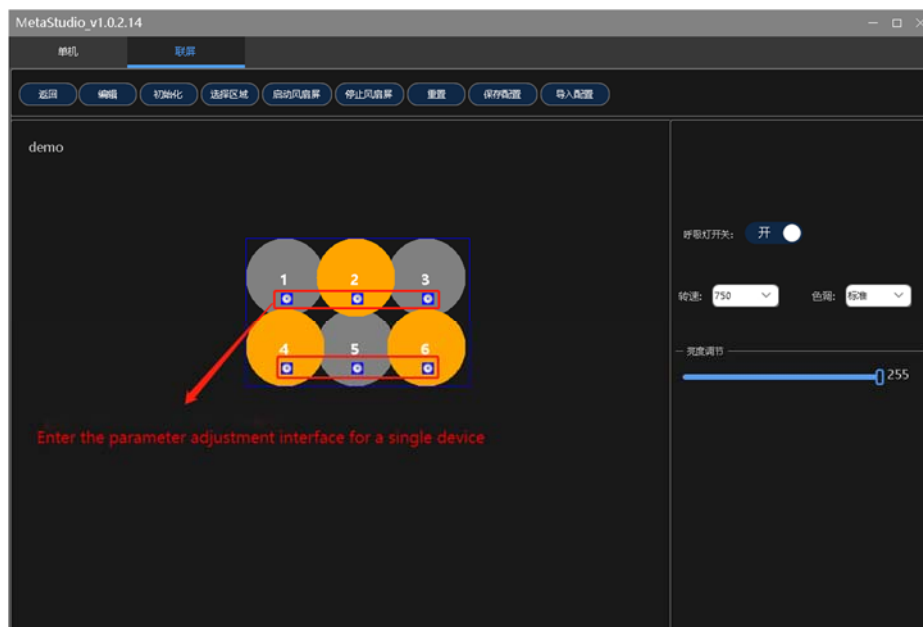 MetaStudio_v1.0.2.14
单机 联屏
返回 编辑 初始化 选择区域 启动风扇屏 停止风扇屏 重置 保存配置 导入配置
demo
呼吸灯开关: 开
1 2 3
转速: 750 色调: 标准
4 5 6
亮度调节
255
Enter the parameter adjustment interface for a single device